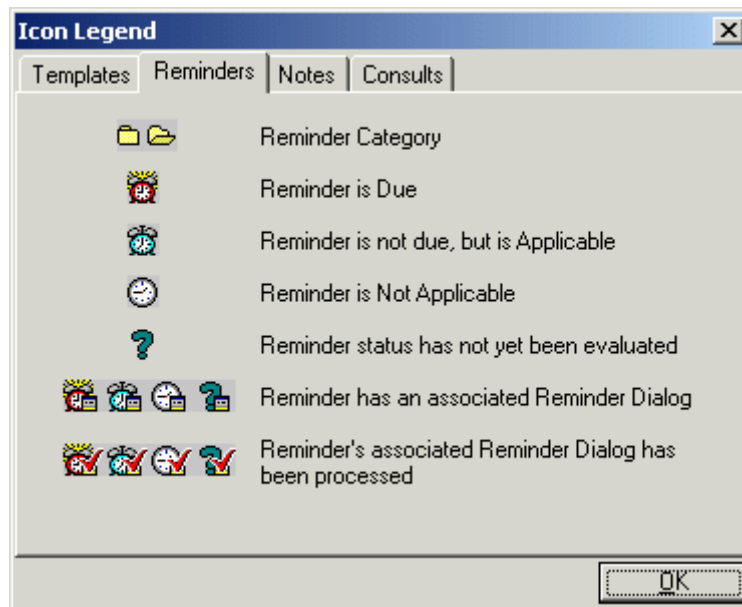 Icon Legend
Templates Reminders Notes Consults
Reminder Category
Reminder is Due
Reminder is not due, but is Applicable
Reminder is Not Applicable
Reminder status has not yet been evaluated
Reminder has an associated Reminder Dialog
Reminder's associated Reminder Dialog has
been processed
OK